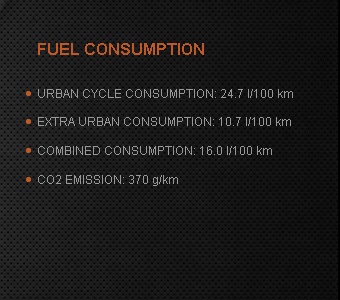 FUEL CONSUMPTION
URBAN CYCLE CONSUMPTION: 24.7 l/100 km
EXTRA URBAN CONSUMPTION: 10.7 l/100 km
COMBINED CONSUMPTION: 16.0 l/100 km
CO2 EMISSION: 370 g/km